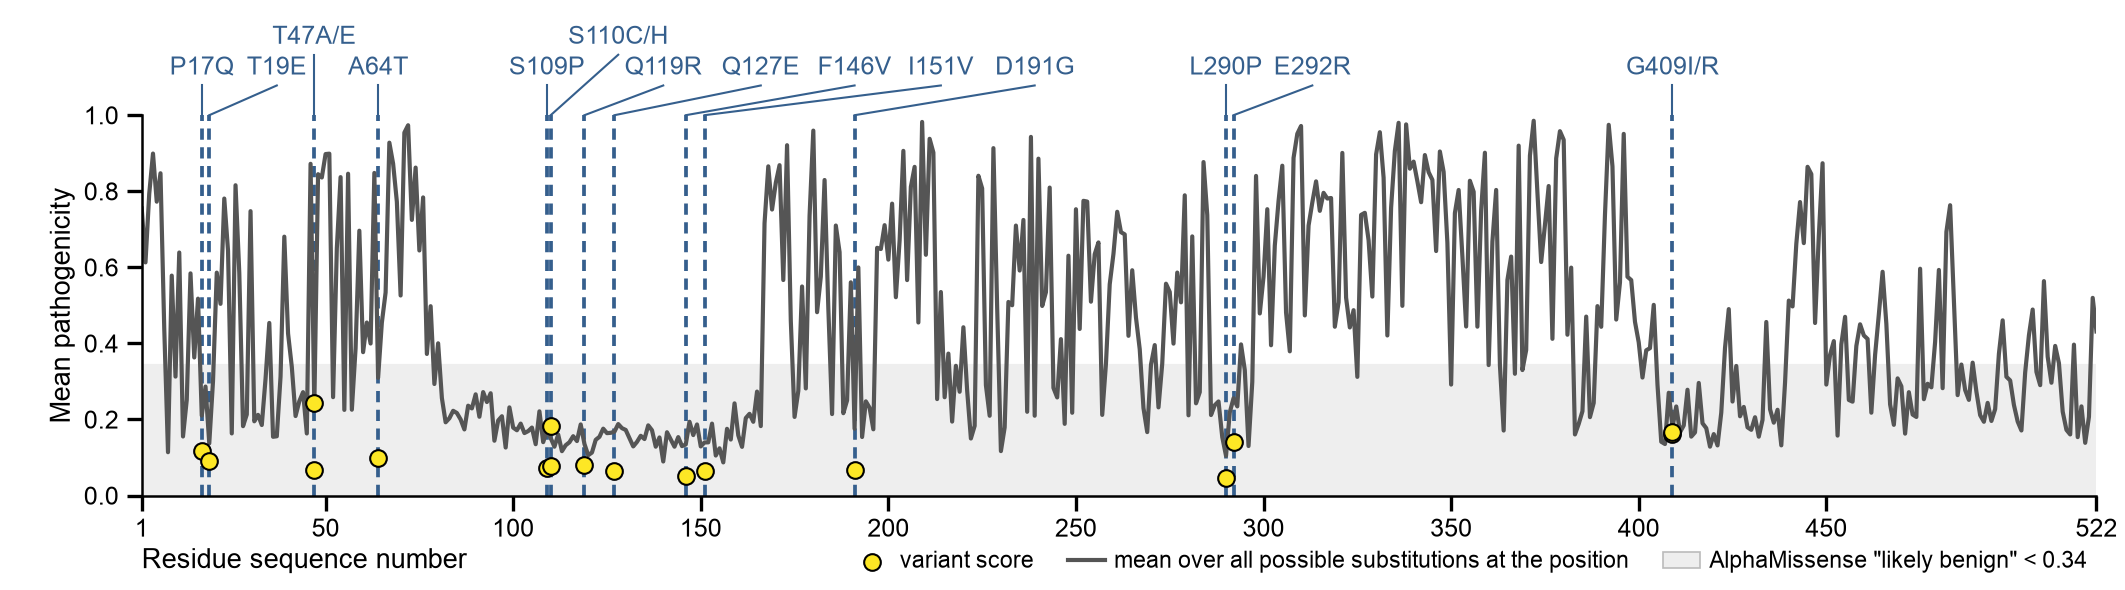 T47A/E S110C/H
P17Q T19E A64T S109P Q119R Q127E F146V I151V D191G L290P E292R G409I/R
Mean pathogenicity
1.0
0.8
0.6
0.4
0.2
0.0
1 50 100 150 200 250 300 350 400 450 522
Residue sequence number
variant score
mean over all possible substitutions at the position
AlphaMissense "likely benign" < 0.34